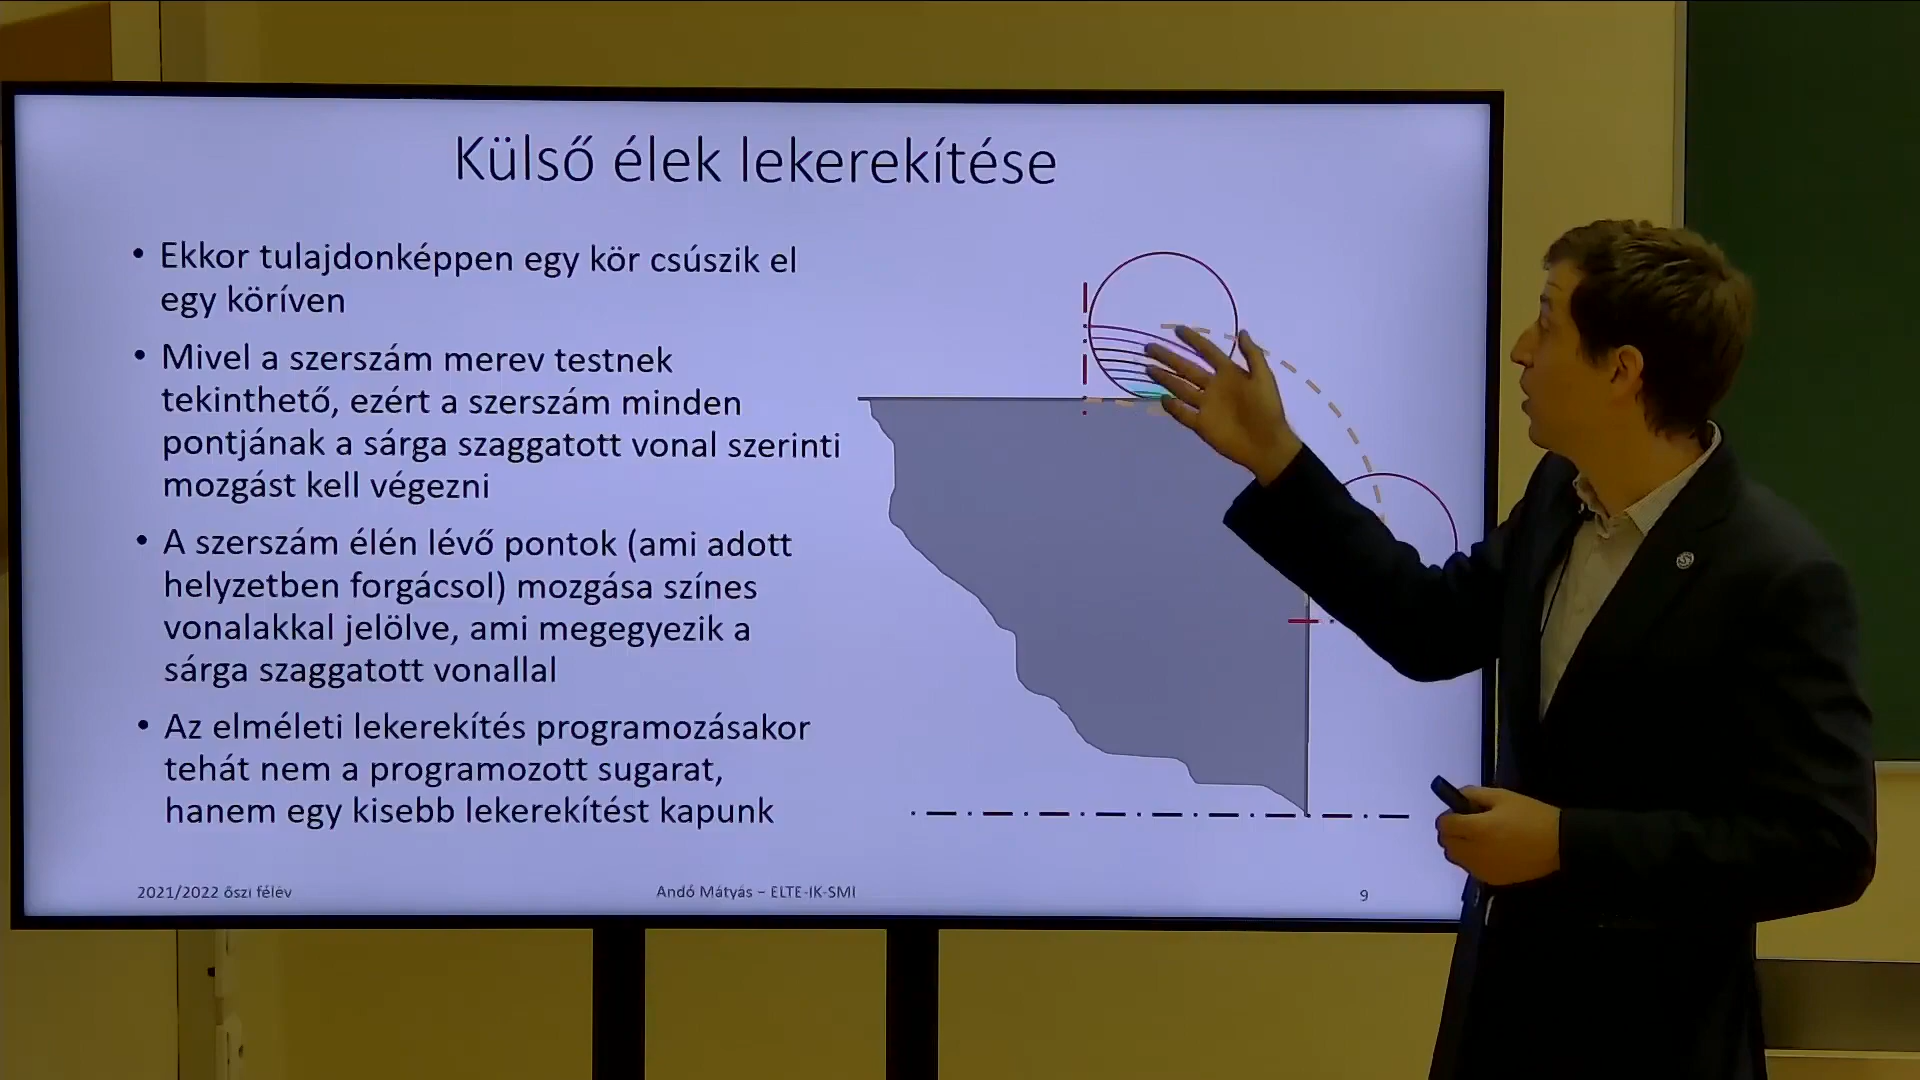 Külső élek lekerekítése
• Ekkor tulajdonképpen egy kör csúszik el
egy köríven
• Mivel a szerszám merev testnek
tekinthető, ezért a szerszám minden
pontjának a sárga szaggatott vonal szerinti
mozgást kell végezni
• A szerszám élén lévő pontok (ami adott
helyzetben forgácsol) mozgása színes
vonalakkal jelölve, ami megegyezik a
sárga szaggatott vonallal
• Az elméleti lekerekítés programozásakor
tehát nem a programozott sugarat,
hanem egy kisebb lekerekítést kapunk
2021/2022 őszi félév
Andó Mátyás – ELTE-IK-SMI
9